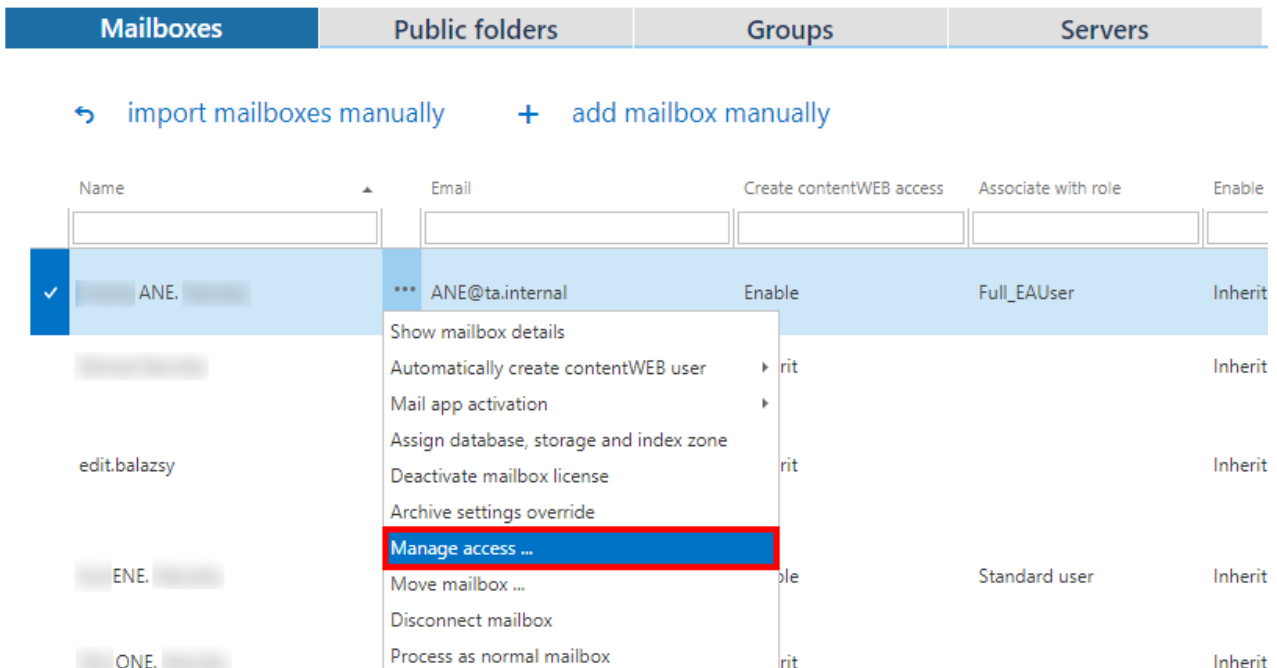 Mailboxes Public folders Groups Servers
import mailboxes manually + add mailbox manually
Name Email Create contentWEB access Associate with role Enable
ANE. ... ANE@ta.internal Enable Full_EAUser Inherit
Show mailbox details
Automatically create contentWEB user rit Inherit
Mail app activation
Assign database, storage and index zone
edit.balazsy rit Inherit
Deactivate mailbox license
Archive settings override
Manage access ...
ENE. ble Standard user Inherit
Move mailbox ...
Disconnect mailbox
Process as normal mailbox
ONE. rit Inherit